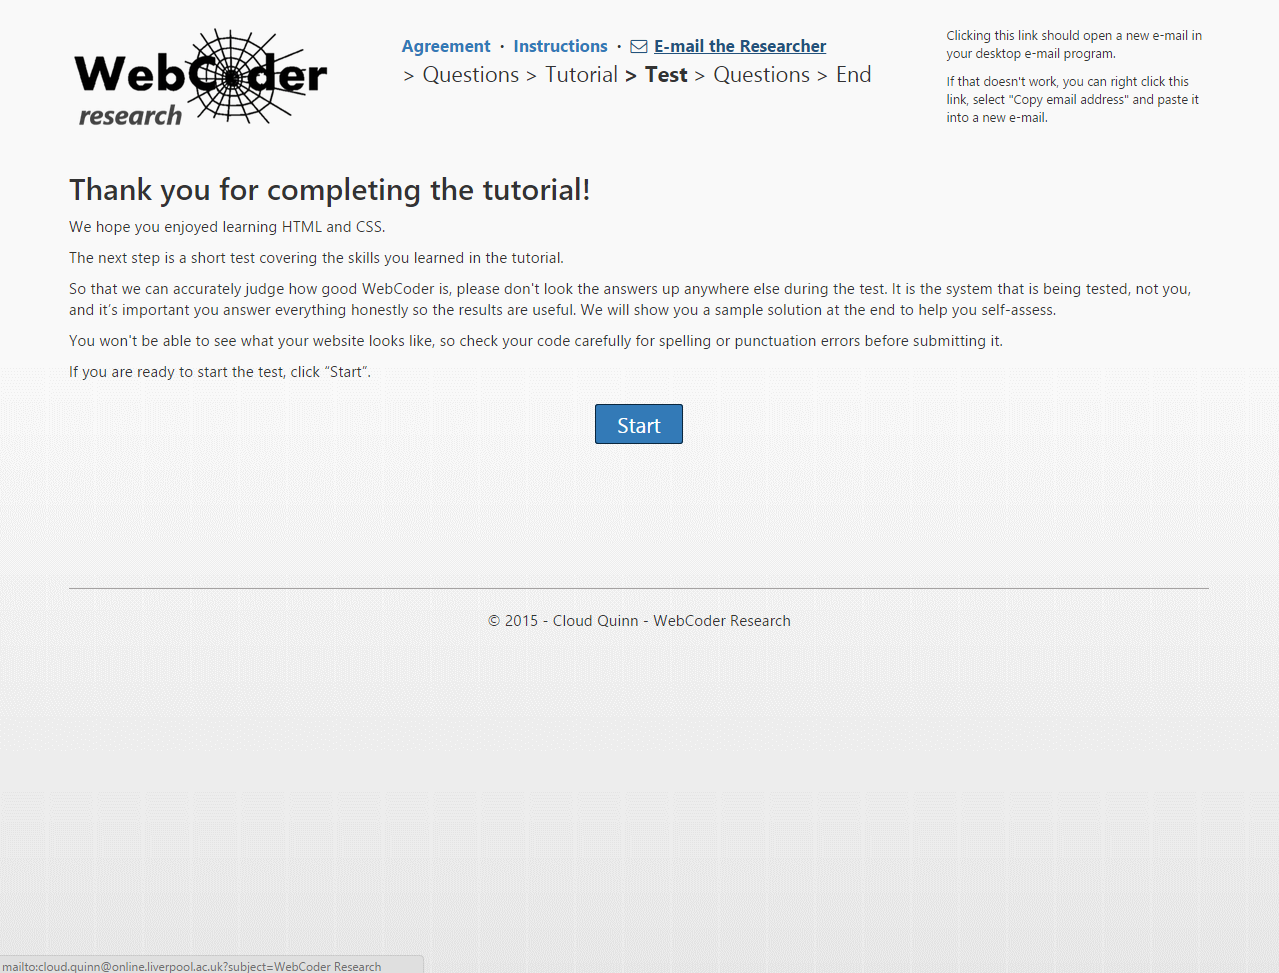 WebCoder
research
Agreement · Instructions · E-mail the Researcher
> Questions > Tutorial > Test > Questions > End
Clicking this link should open a new e-mail in
your desktop e-mail program.
If that doesn't work, you can right click this
link, select "Copy email address" and paste it
into a new e-mail.
Thank you for completing the tutorial!
We hope you enjoyed learning HTML and CSS.
The next step is a short test covering the skills you learned in the tutorial.
So that we can accurately judge how good WebCoder is, please don't look the answers up anywhere else during the test. It is the system that is being tested, not you,
and it’s important you answer everything honestly so the results are useful. We will show you a sample solution at the end to help you self-assess.
You won't be able to see what your website looks like, so check your code carefully for spelling or punctuation errors before submitting it.
If you are ready to start the test, click “Start”.
Start
© 2015 - Cloud Quinn - WebCoder Research
mailto:cloud.quinn@online.liverpool.ac.uk?subject=WebCoder Research